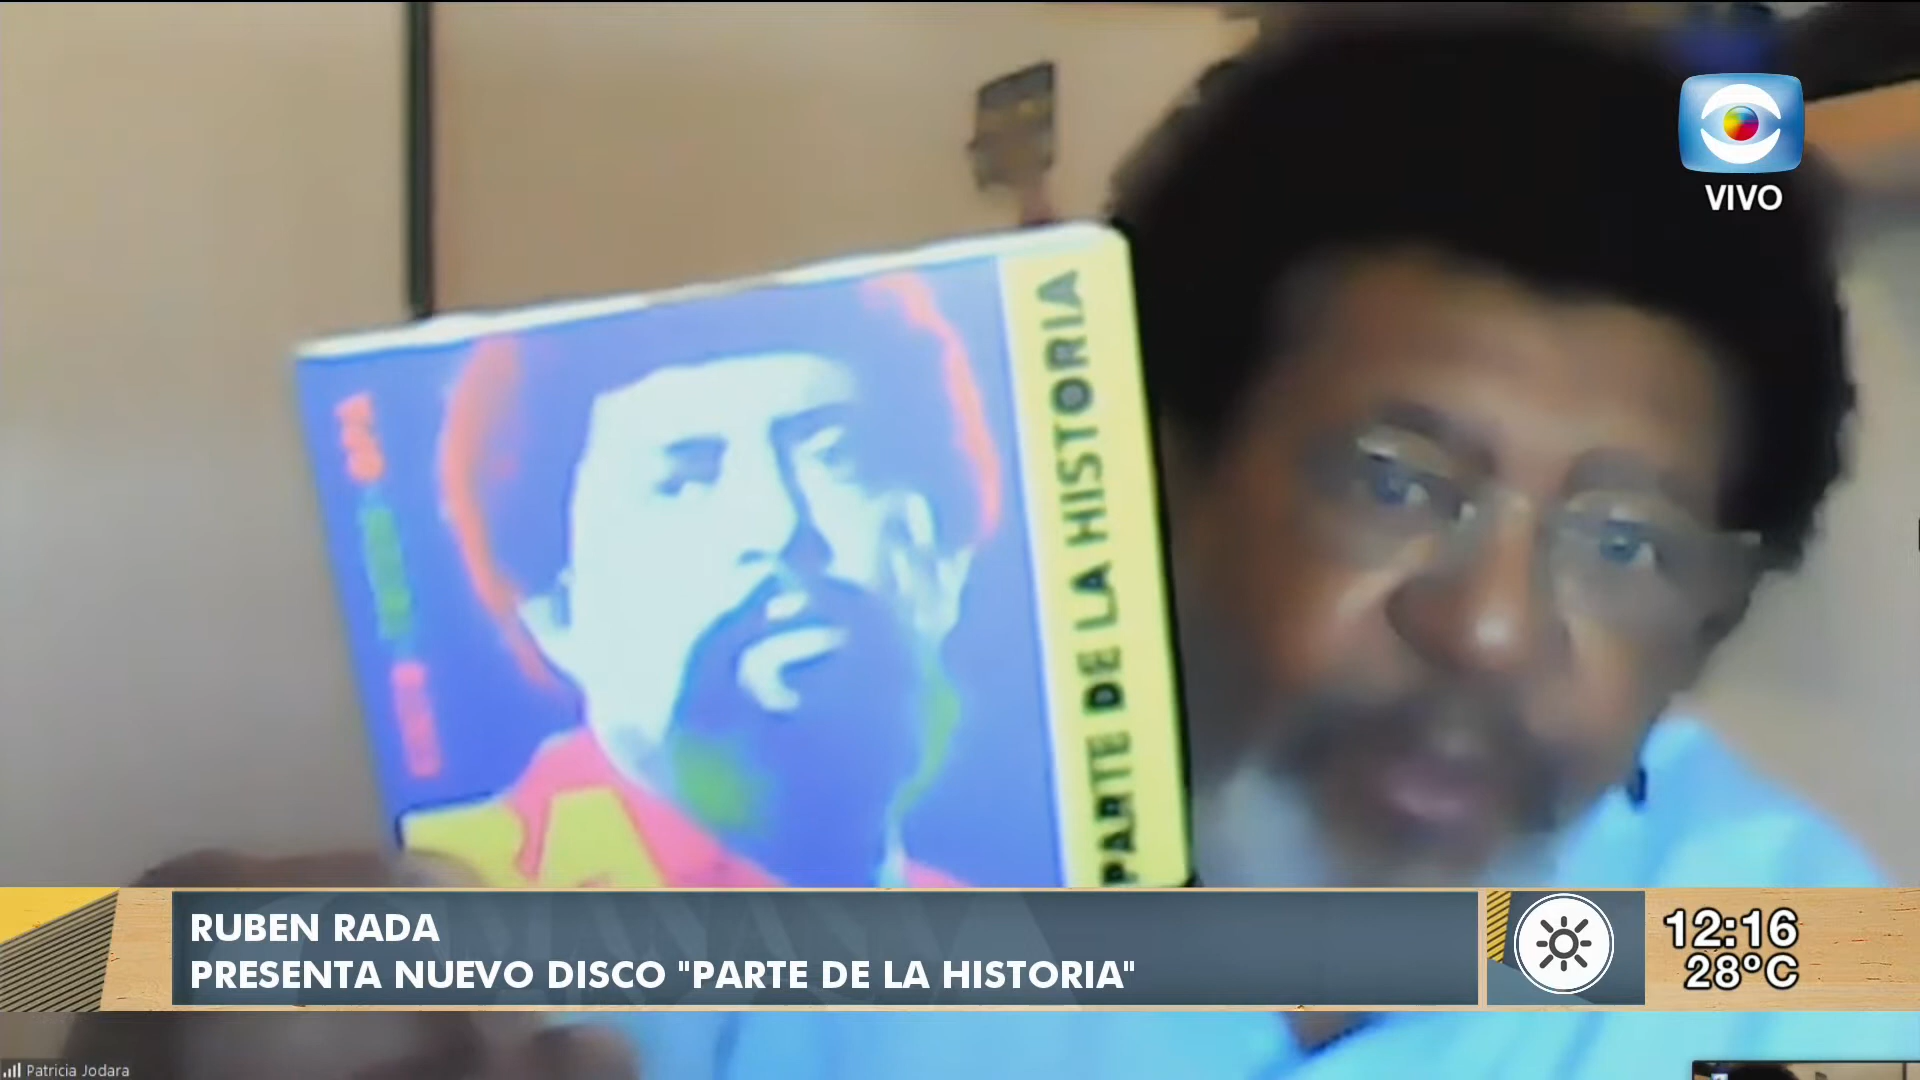 VIVO
PARTE DE LA HISTORIA
RUBEN RADA
PRESENTA NUEVO DISCO "PARTE DE LA HISTORIA"
12:16
28°C
Patricia Jodara